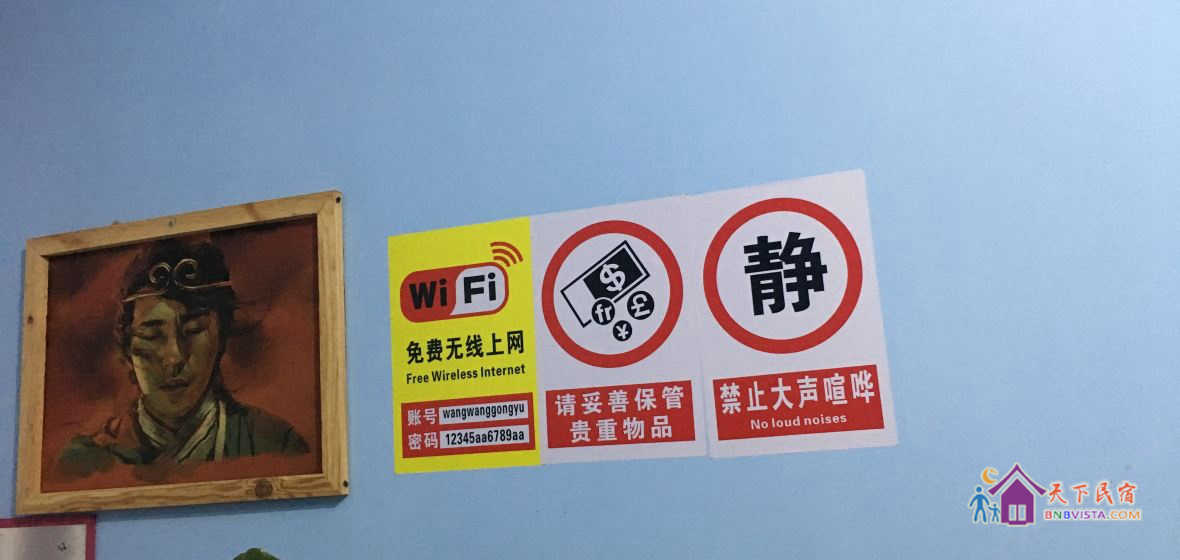 Wi Fi
免费无线上网
Free Wireless Internet
账号 wangwanggongyu
密码 12345aa6789aa
$
fr £
¥
请妥善保管
贵重物品
静
禁止大声喧哗
No loud noises
天下民宿
BNBVISTA.COM